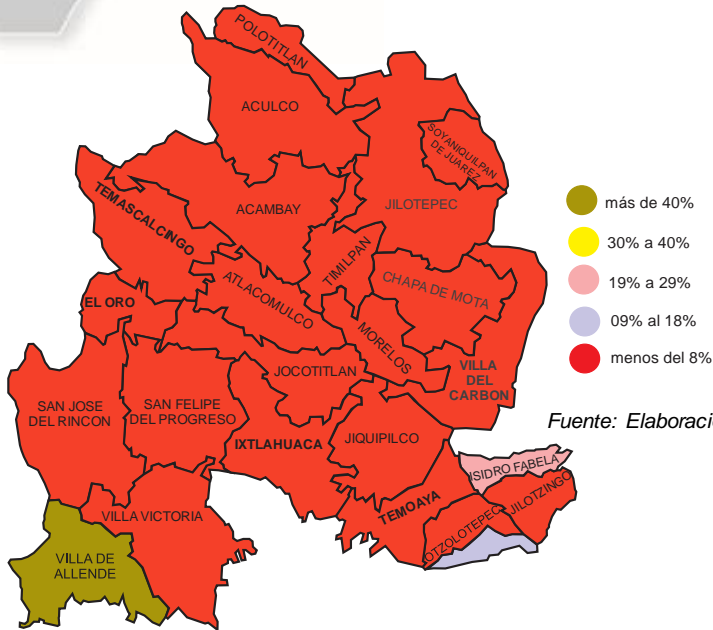 POLOTITLAN
ACULCO
SOYANIQUILPAN
DE JUAREZ
ACAMBAY
JILOTEPEC
TEMASCALCINGO
TIMILPAN
ATLACOMULCO
CHAPA DE MOTA
EL ORO
MORELOS
JOCOTITLAN
VILLA
DEL
CARBON
SAN JOSE
DEL RINCON
SAN FELIPE
DEL PROGRESO
IXTLAHUACA
JIQUIPILCO
ISIDRO FABELA
TEMOAYA
OTZOLOTEPEC
JILOTZINGO
VILLA VICTORIA
VILLA DE
ALLENDE
más de 40%
30% a 40%
19% a 29%
09% al 18%
menos del 8%
Fuente: Elaboració